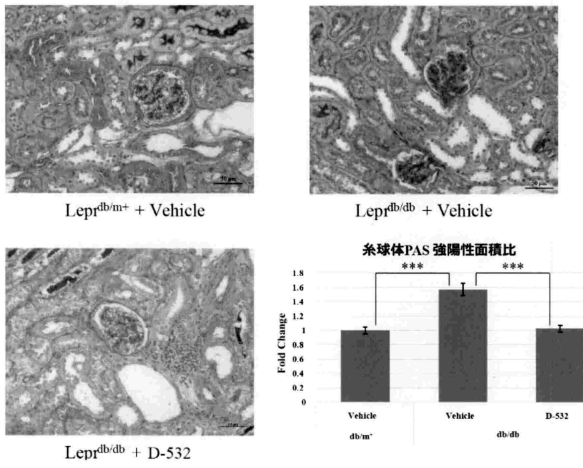 Lepr^db/m+ + Vehicle
Lepr^db/db + Vehicle
Lepr^db/db + D-532
糸球体PAS 強陽性面積比
***
***
Fold Change
1.8
1.6
1.4
1.2
1
0.8
0.6
0.4
0.2
0
Vehicle
Vehicle
D-532
db/m⁺
db/db